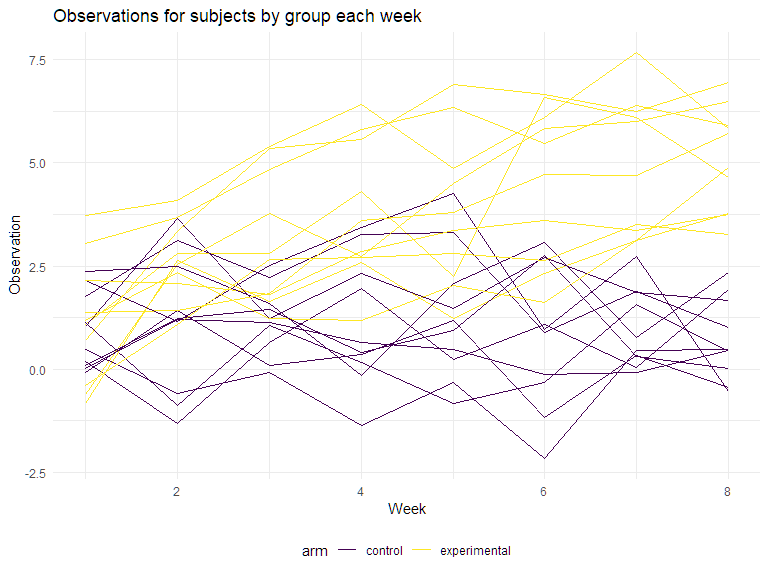 Observations for subjects by group each week
7.5
5.0
2.5
0.0
-2.5
Observation
2 4 6 8
Week
arm control experimental